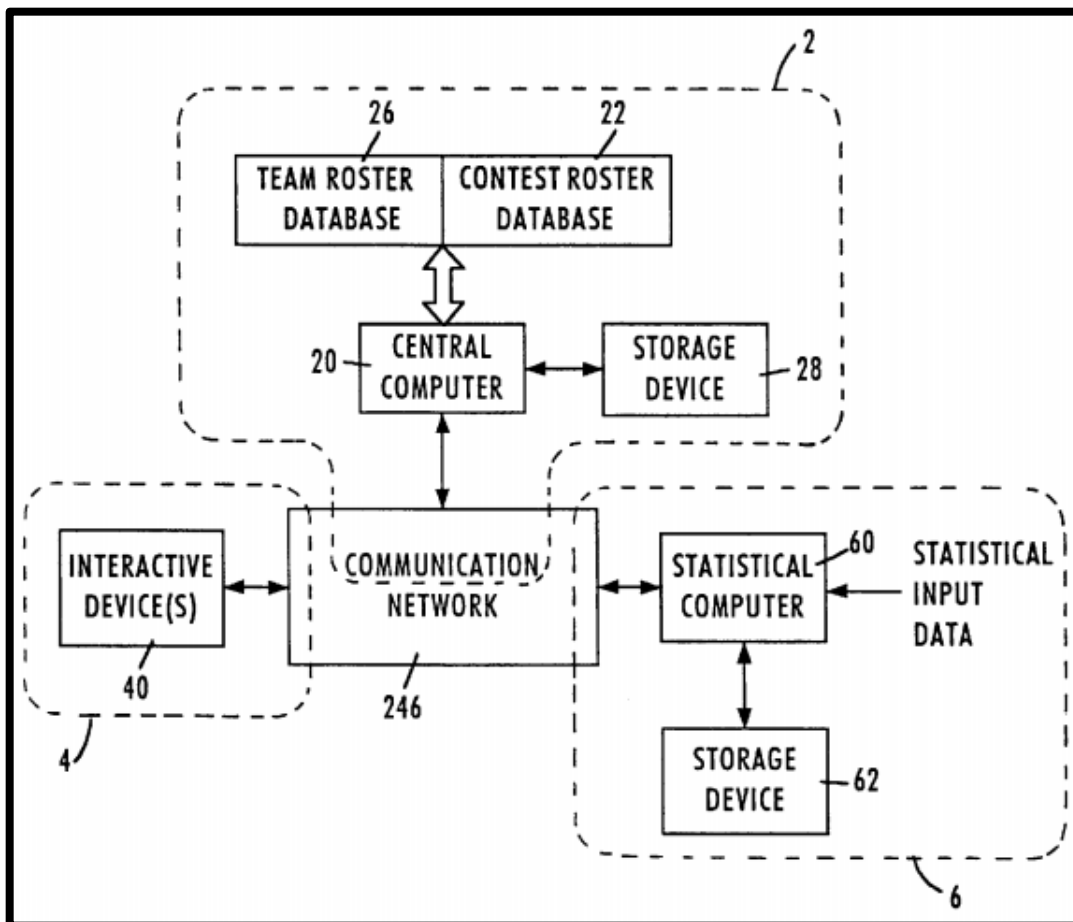 2
26
22
TEAM ROSTER
DATABASE
CONTEST ROSTER
DATABASE
20
CENTRAL
COMPUTER
STORAGE
DEVICE
28
INTERACTIVE
DEVICE(S)
40
COMMUNICATION
NETWORK
246
60
STATISTICAL
COMPUTER
STATISTICAL
INPUT
DATA
4
STORAGE
DEVICE
62
6